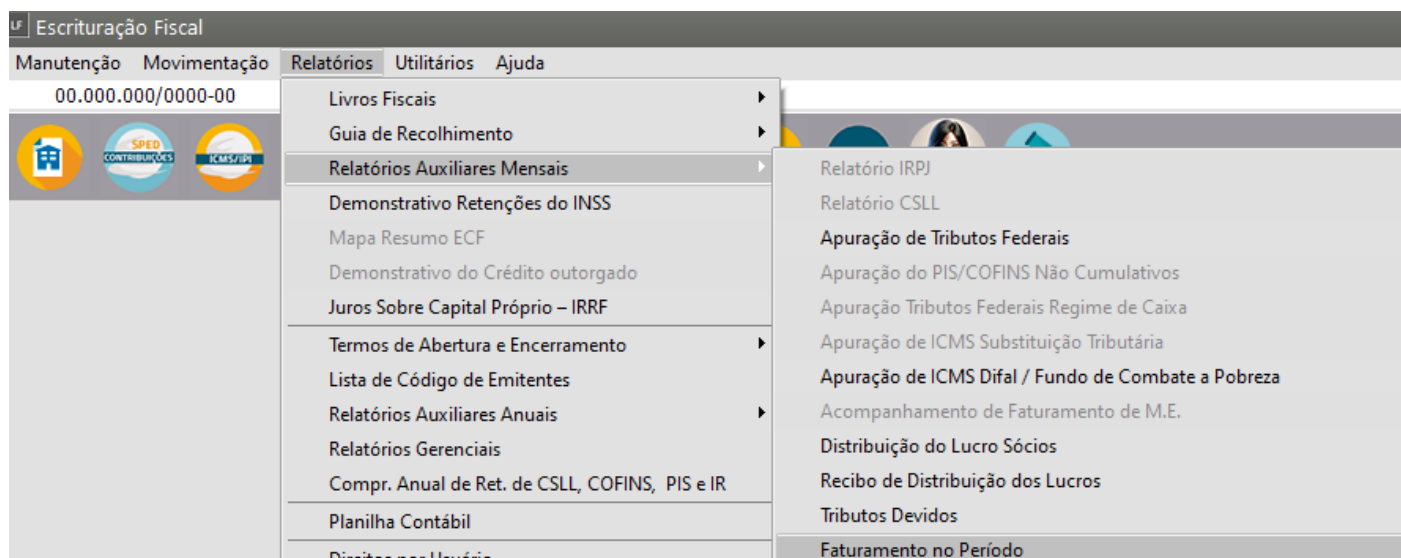 LF Escrituração Fiscal
Manutenção Movimentação Relatórios Utilitários Ajuda
00.000.000/0000-00
SPED
CONTRIBUIÇÕES
ICMS/IPI
Livros Fiscais
Guia de Recolhimento
Relatórios Auxiliares Mensais
Demonstrativo Retenções do INSS
Mapa Resumo ECF
Demonstrativo do Crédito outorgado
Juros Sobre Capital Próprio – IRRF
Termos de Abertura e Encerramento
Lista de Código de Emitentes
Relatórios Auxiliares Anuais
Relatórios Gerenciais
Compr. Anual de Ret. de CSLL, COFINS, PIS e IR
Planilha Contábil
Direitos por Usuário
Relatório IRPJ
Relatório CSLL
Apuração de Tributos Federais
Apuração do PIS/COFINS Não Cumulativos
Apuração Tributos Federais Regime de Caixa
Apuração de ICMS Substituição Tributária
Apuração de ICMS Difal / Fundo de Combate a Pobreza
Acompanhamento de Faturamento de M.E.
Distribuição do Lucro Sócios
Recibo de Distribuição dos Lucros
Tributos Devidos
Faturamento no Período